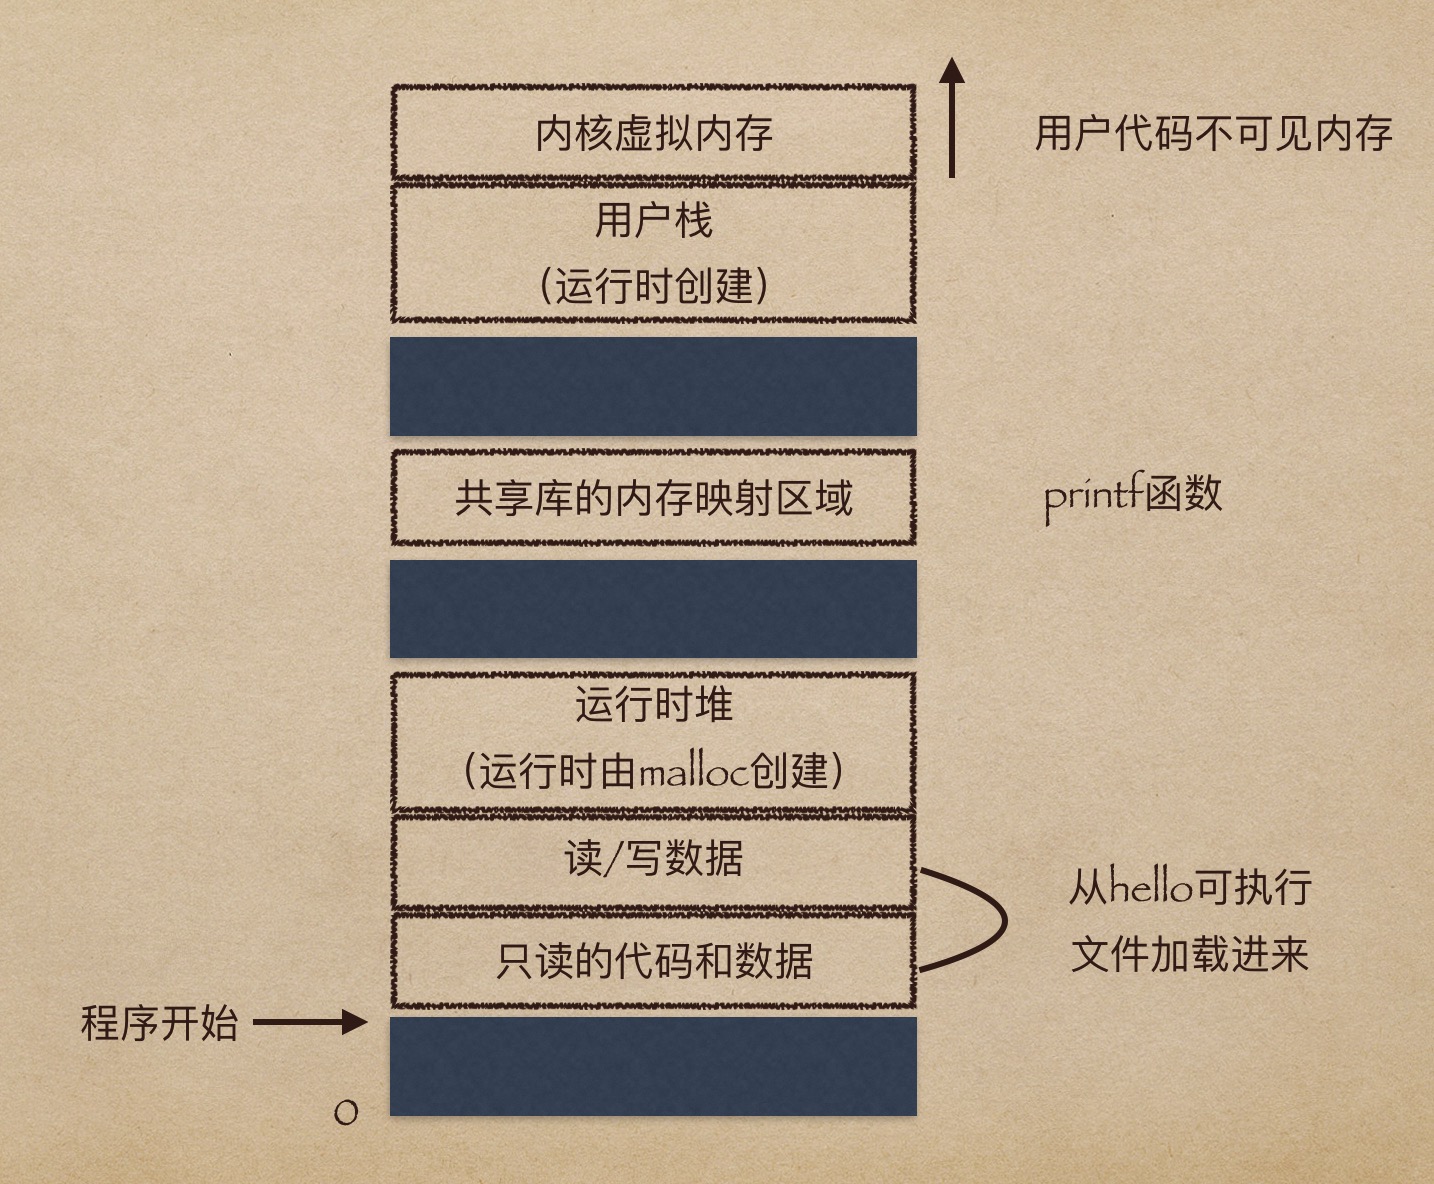 内核虚拟内存
用户代码不可见内存
用户栈
(运行时创建)
共享库的内存映射区域
printf函数
运行时堆
(运行时由malloc创建)
读/写数据
从hello可执行
文件加载进来
只读的代码和数据
程序开始
0